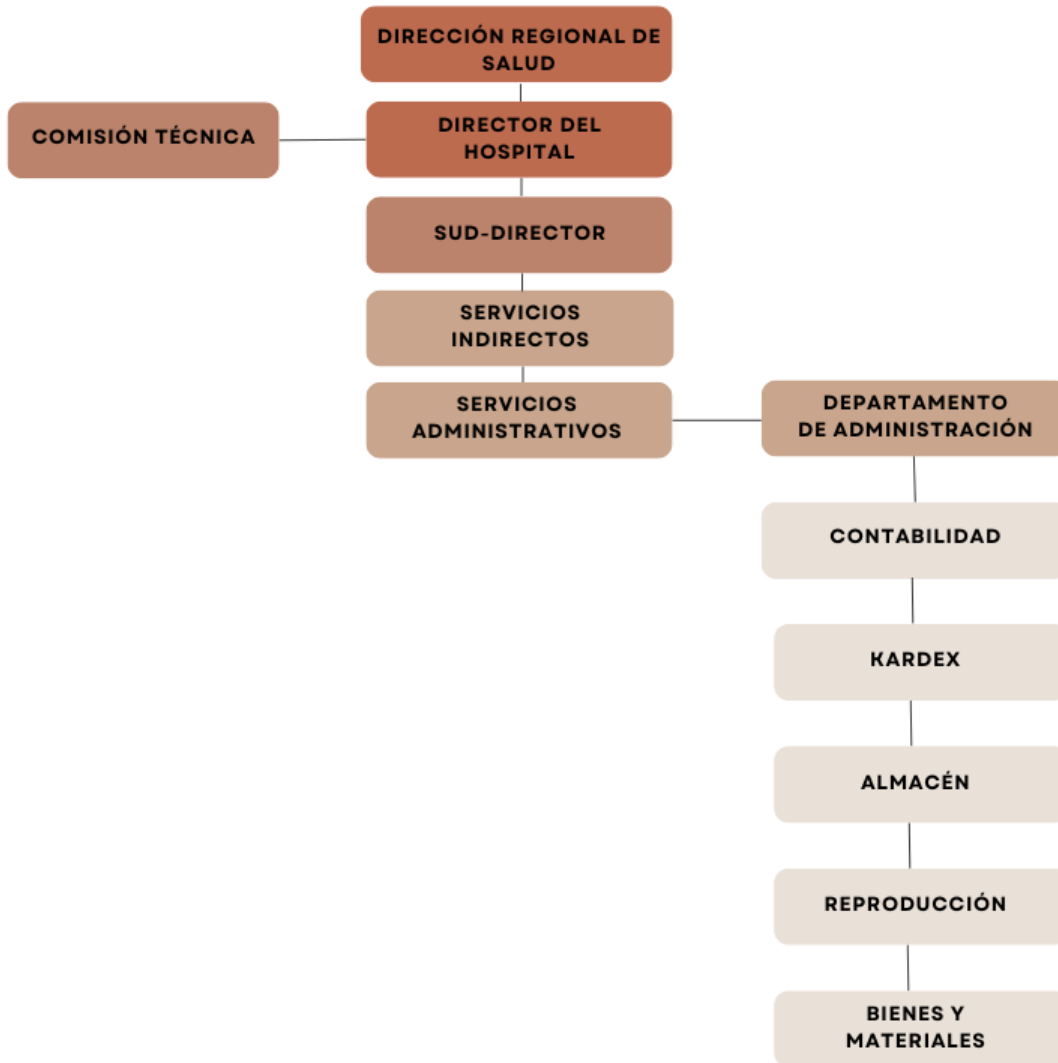 DIRECCIÓN REGIONAL DE
SALUD
COMISIÓN TÉCNICA
DIRECTOR DEL
HOSPITAL
SUD-DIRECTOR
SERVICIOS
INDIRECTOS
SERVICIOS
ADMINISTRATIVOS
DEPARTAMENTO
DE ADMINISTRACIÓN
CONTABILIDAD
KARDEX
ALMACÉN
REPRODUCCIÓN
BIENES Y
MATERIALES